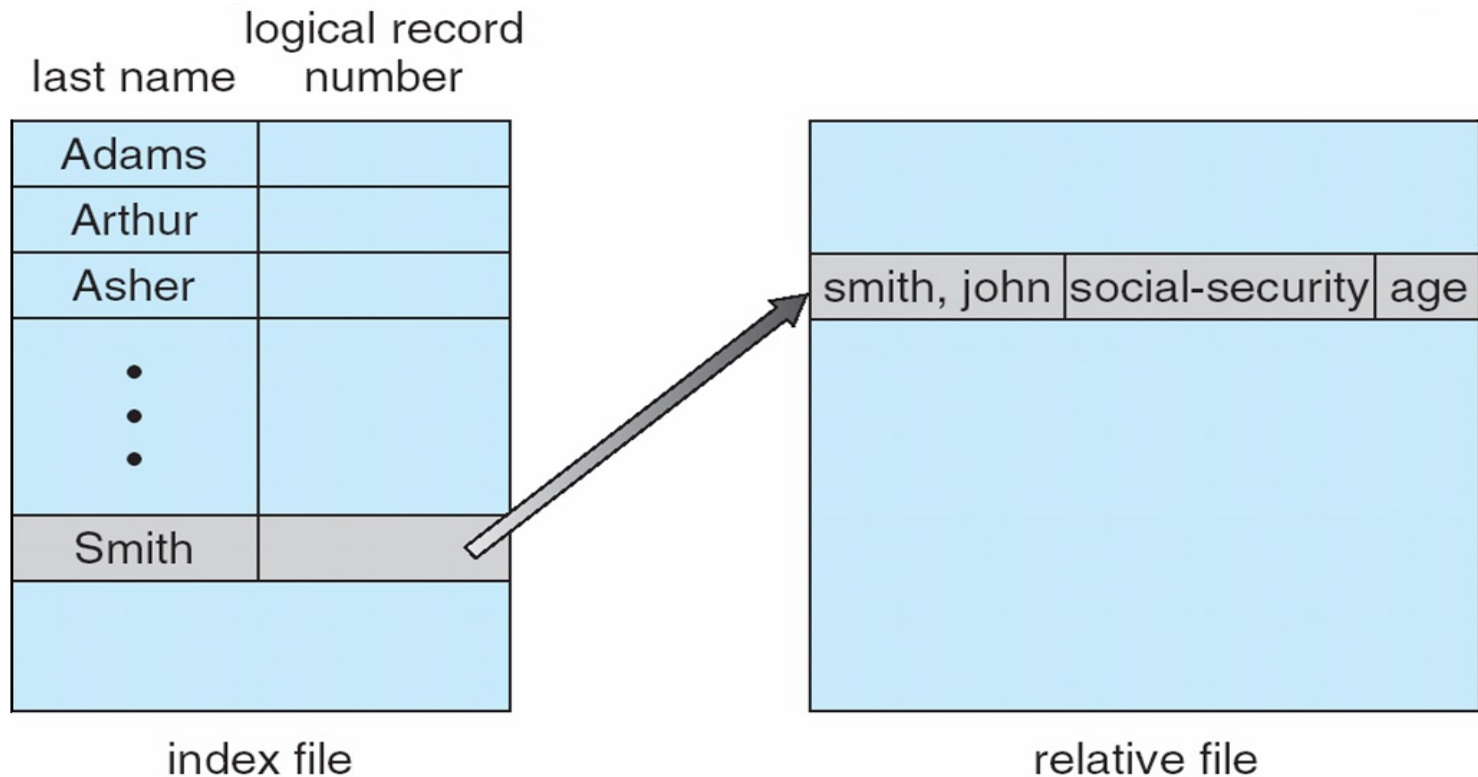 logical record
last name number
Adams
Arthur
Asher
Smith
smith, john social-security age
index file relative file